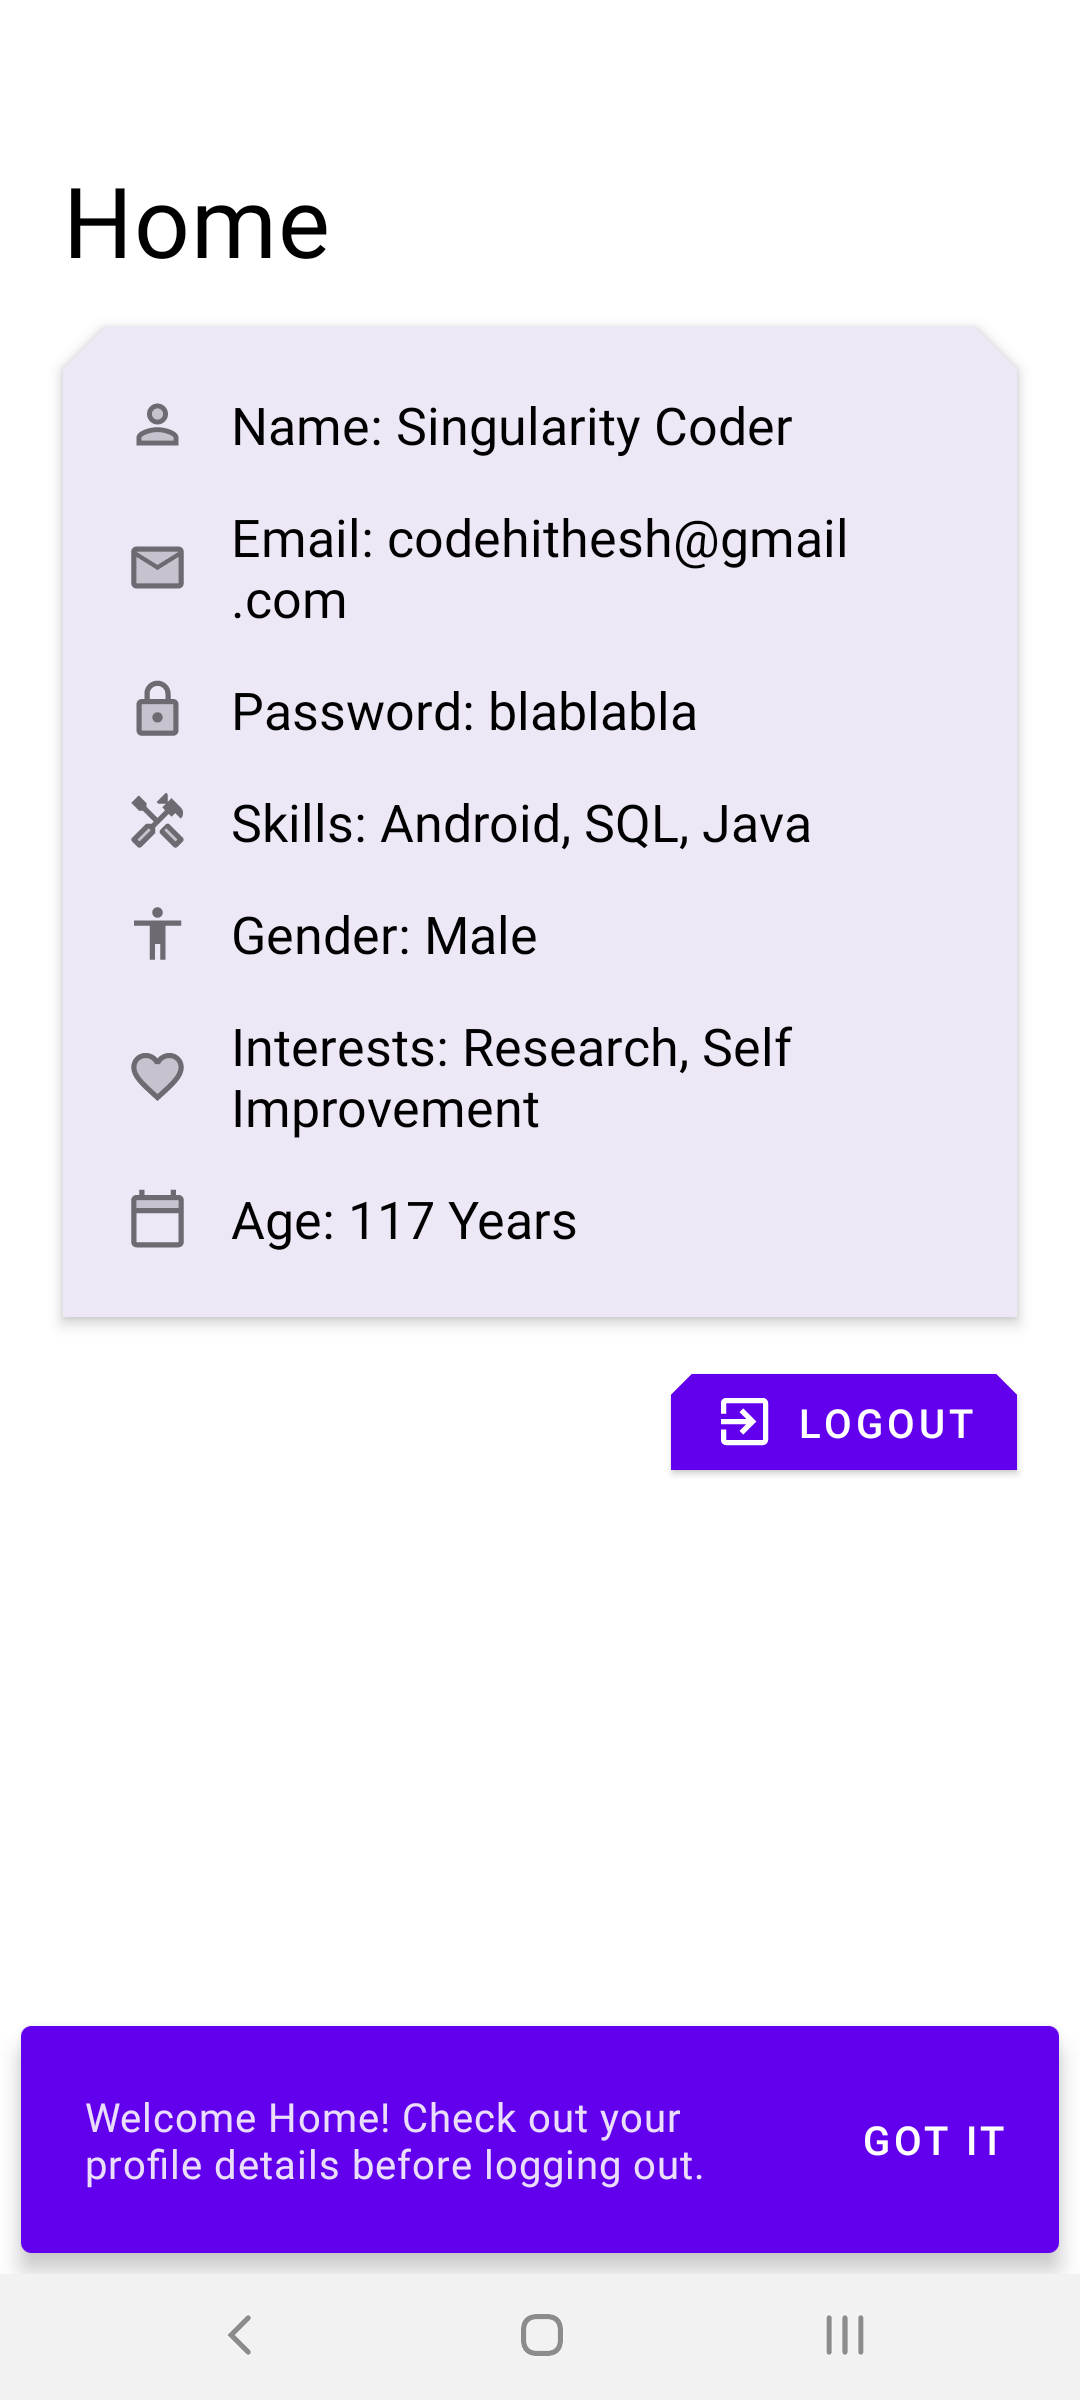 Home
Name: Singularity Coder
Email: codehithesh@gmail
.com
Password: blablabla
Skills: Android, SQL, Java
Gender: Male
Interests: Research, Self
Improvement
Age: 117 Years
LOGOUT
Welcome Home! Check out your
profile details before logging out.
GOT IT